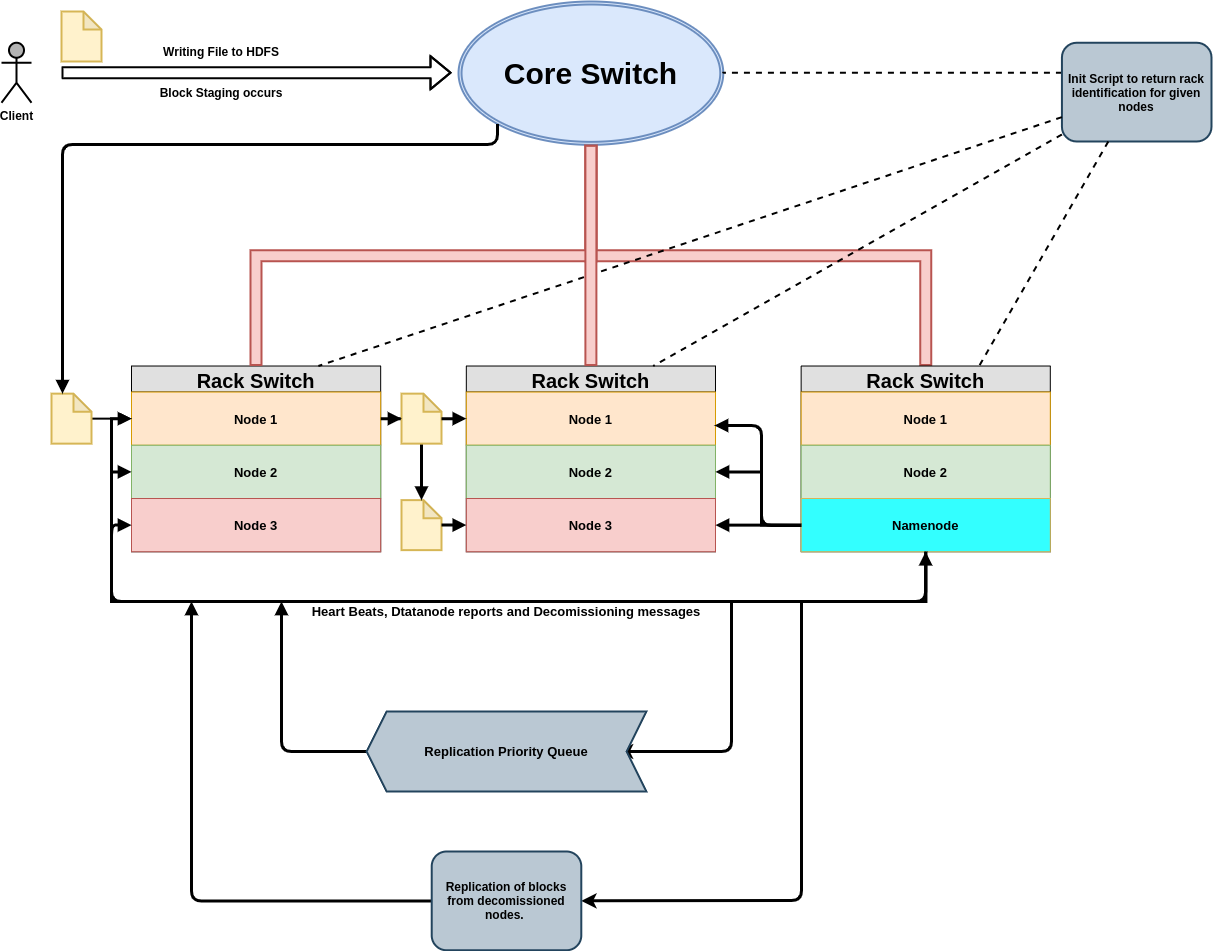 Writing File to HDFS
Core Switch
Init Script to return rack
identification for given
nodes
Block Staging occurs
Client
Rack Switch
Rack Switch
Rack Switch
Node 1
Node 1
Node 1
Node 2
Node 2
Node 2
Node 3
Node 3
Namenode
Heart Beats, Dtatanode reports and Decomissioning messages
Replication Priority Queue
Replication of blocks
from decomissioned
nodes.